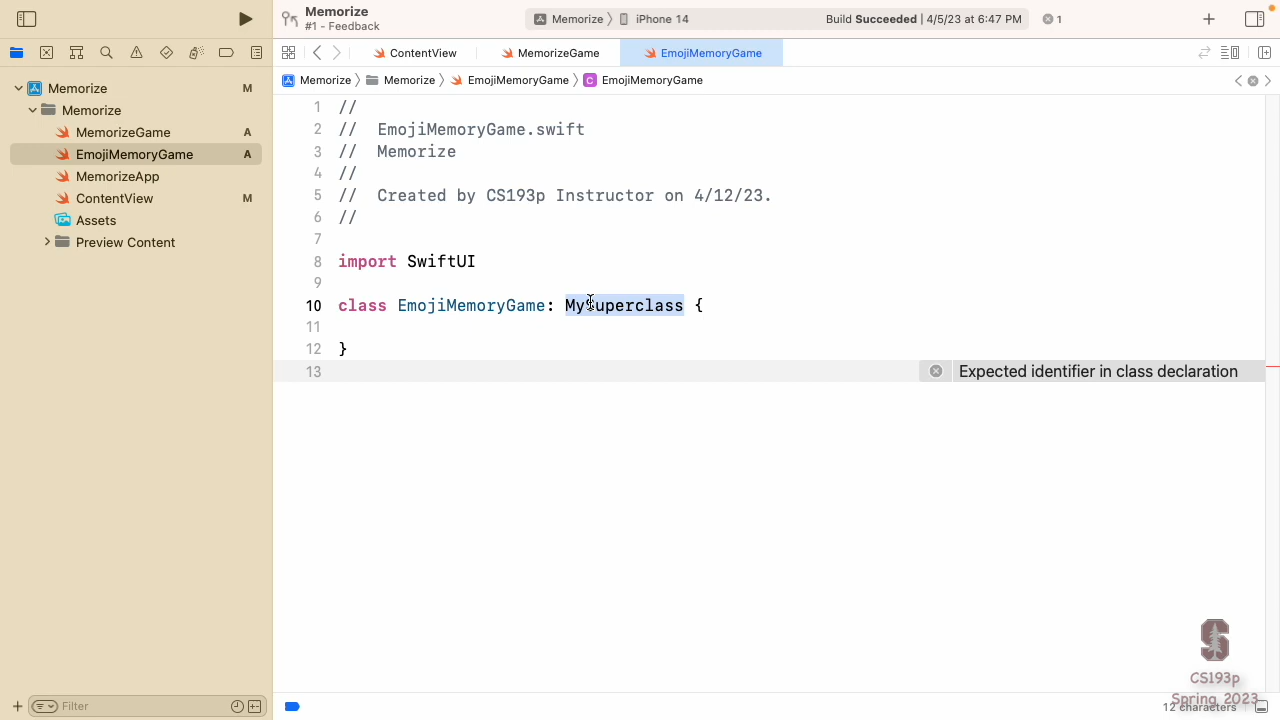 Memorize
#1 - Feedback
Memorize
iPhone 14
Build Succeeded | 4/5/23 at 6:47 PM
1
ContentView
MemorizeGame
EmojiMemoryGame
Memorize
Memorize
EmojiMemoryGame
EmojiMemoryGame
Memorize M
Memorize
MemorizeGame A
EmojiMemoryGame A
MemorizeApp
ContentView M
Assets
Preview Content
Filter
1 //
2 //  EmojiMemoryGame.swift
3 //  Memorize
4 //
5 //  Created by CS193p Instructor on 4/12/23.
6 //
7
8 import SwiftUI
9
10 class EmojiMemoryGame: MySuperclass {
11
12 }
13
Expected identifier in class declaration
CS193p
Spring 2023
12 characters